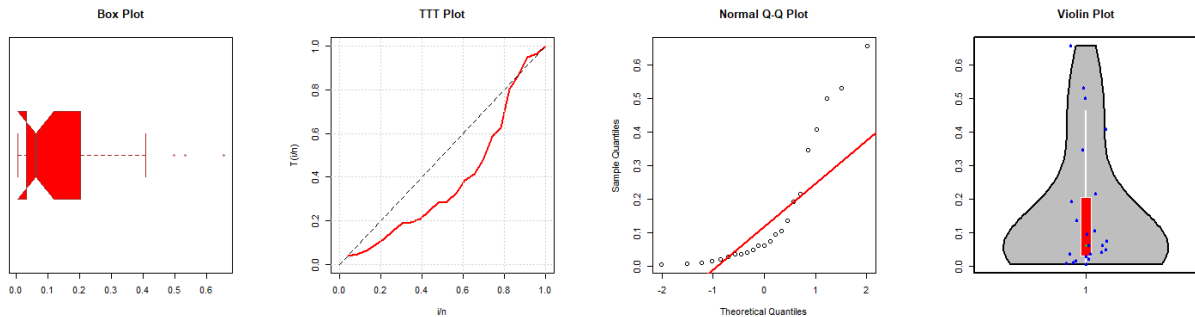 Box Plot
0.0 0.1 0.2 0.3 0.4 0.5 0.6
TTT Plot
T(i/n)
0.0 0.2 0.4 0.6 0.8 1.0
0.0 0.2 0.4 0.6 0.8 1.0
i/n
Normal Q-Q Plot
Sample Quantiles
0.0 0.1 0.2 0.3 0.4 0.5 0.6
-2 -1 0 1 2
Theoretical Quantiles
Violin Plot
0.0 0.1 0.2 0.3 0.4 0.5 0.6
1